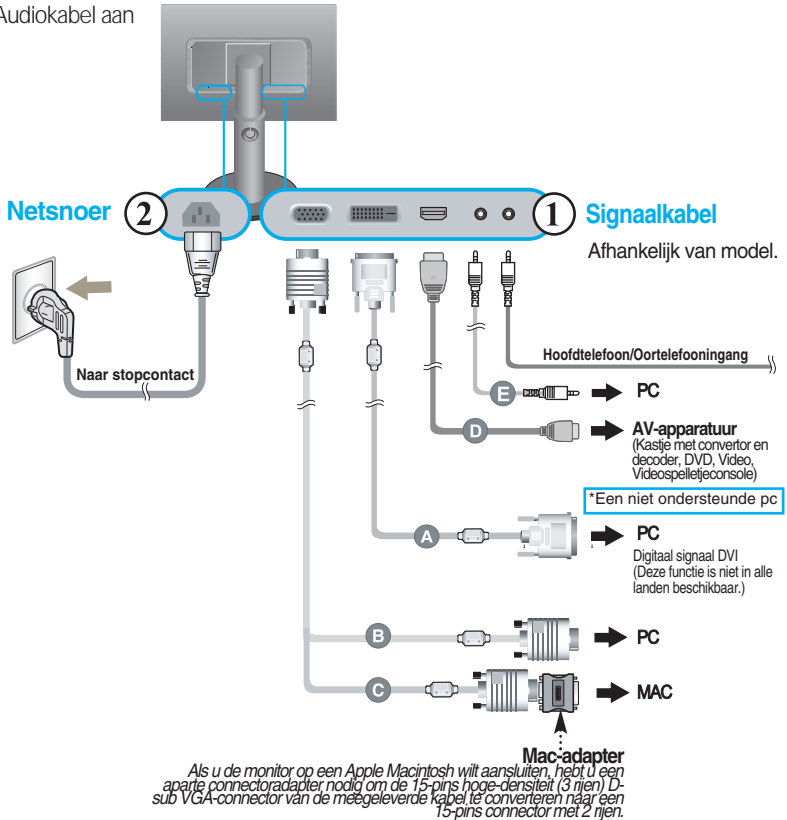 Audiokabel aan
Netsnoer
2
1
Signaalkabel
Afhankelijk van model.
Naar stopcontact
Hoofdtelefoon/Oortelefooningang
E
PC
D
AV-apparatuur
(Kastje met convertor en
decoder, DVD, Video,
Videospelletjeconsole)
*Een niet ondersteunde pc
A
PC
Digitaal signaal DVI
(Deze functie is niet in alle
landen beschikbaar.)
B
PC
C
MAC
Mac-adapter
Als u de monitor op een Apple Macintosh wilt aansluiten, hebt u een
aparte connectoradapter nodig om de 15-pins hoge-densiteit (3 rijen) D-
sub VGA-connector van de meegeleverde kabel te converteren naar een
15-pins connector met 2 rijen.